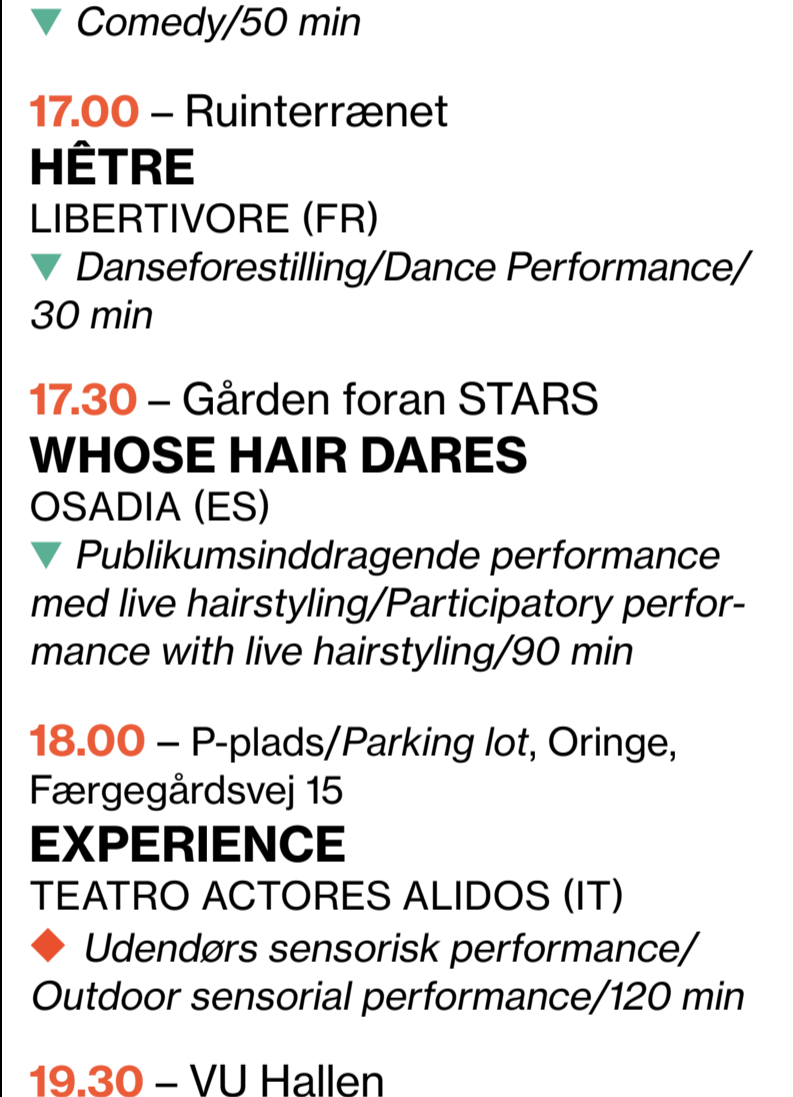 ▼ Comedy/50 min
17.00 – Ruinterrænet
HÊTRE
LIBERTIVORE (FR)
▼ Danseforestilling/Dance Performance/
30 min
17.30 – Gården foran STARS
WHOSE HAIR DARES
OSADIA (ES)
▼ Publikumsinddragende performance
med live hairstyling/Participatory perfor-
mance with live hairstyling/90 min
18.00 – P-plads/Parking lot, Oringe,
Færgegårdsvej 15
EXPERIENCE
TEATRO ACTORES ALIDOS (IT)
◆ Udendørs sensorisk performance/
Outdoor sensorial performance/120 min
19.30 – VU Hallen